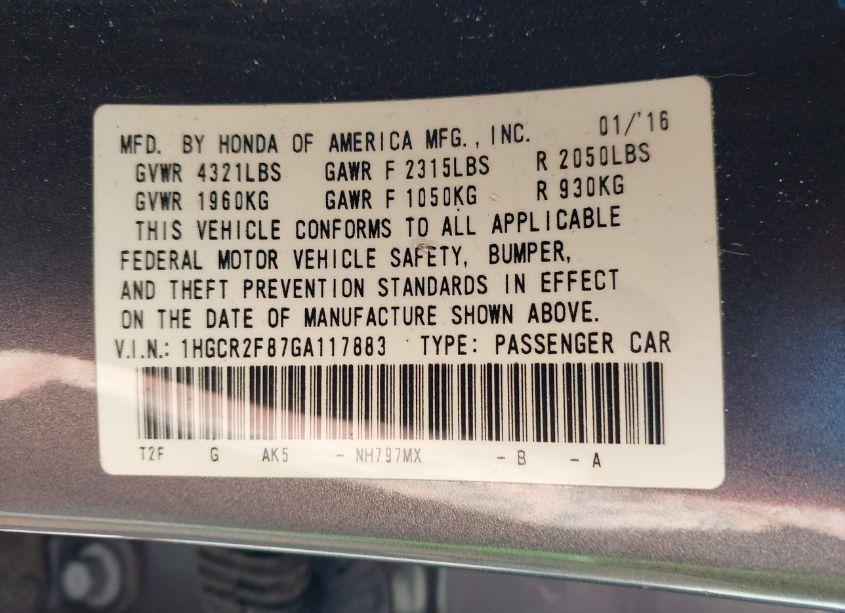 MFD. BY HONDA OF AMERICA MFG., INC. 01/'16
GVWR 4321LBS GAWR F 2315LBS R 2050LBS
GVWR 1960KG GAWR F 1050KG R 930KG
THIS VEHICLE CONFORMS TO ALL APPLICABLE
FEDERAL MOTOR VEHICLE SAFETY, BUMPER,
AND THEFT PREVENTION STANDARDS IN EFFECT
ON THE DATE OF MANUFACTURE SHOWN ABOVE.
V.I.N.: 1HGCR2F87GA117883 TYPE: PASSENGER CAR
T2F G AK5 - NH797MX - B - A